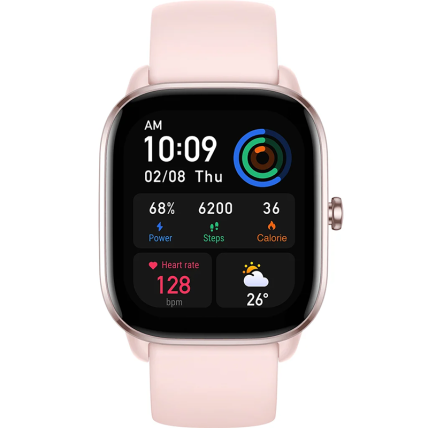 AM
10:09
02/08 Thu
68% 6200 36
Power Steps Calorie
Heart rate
128
bpm
26°